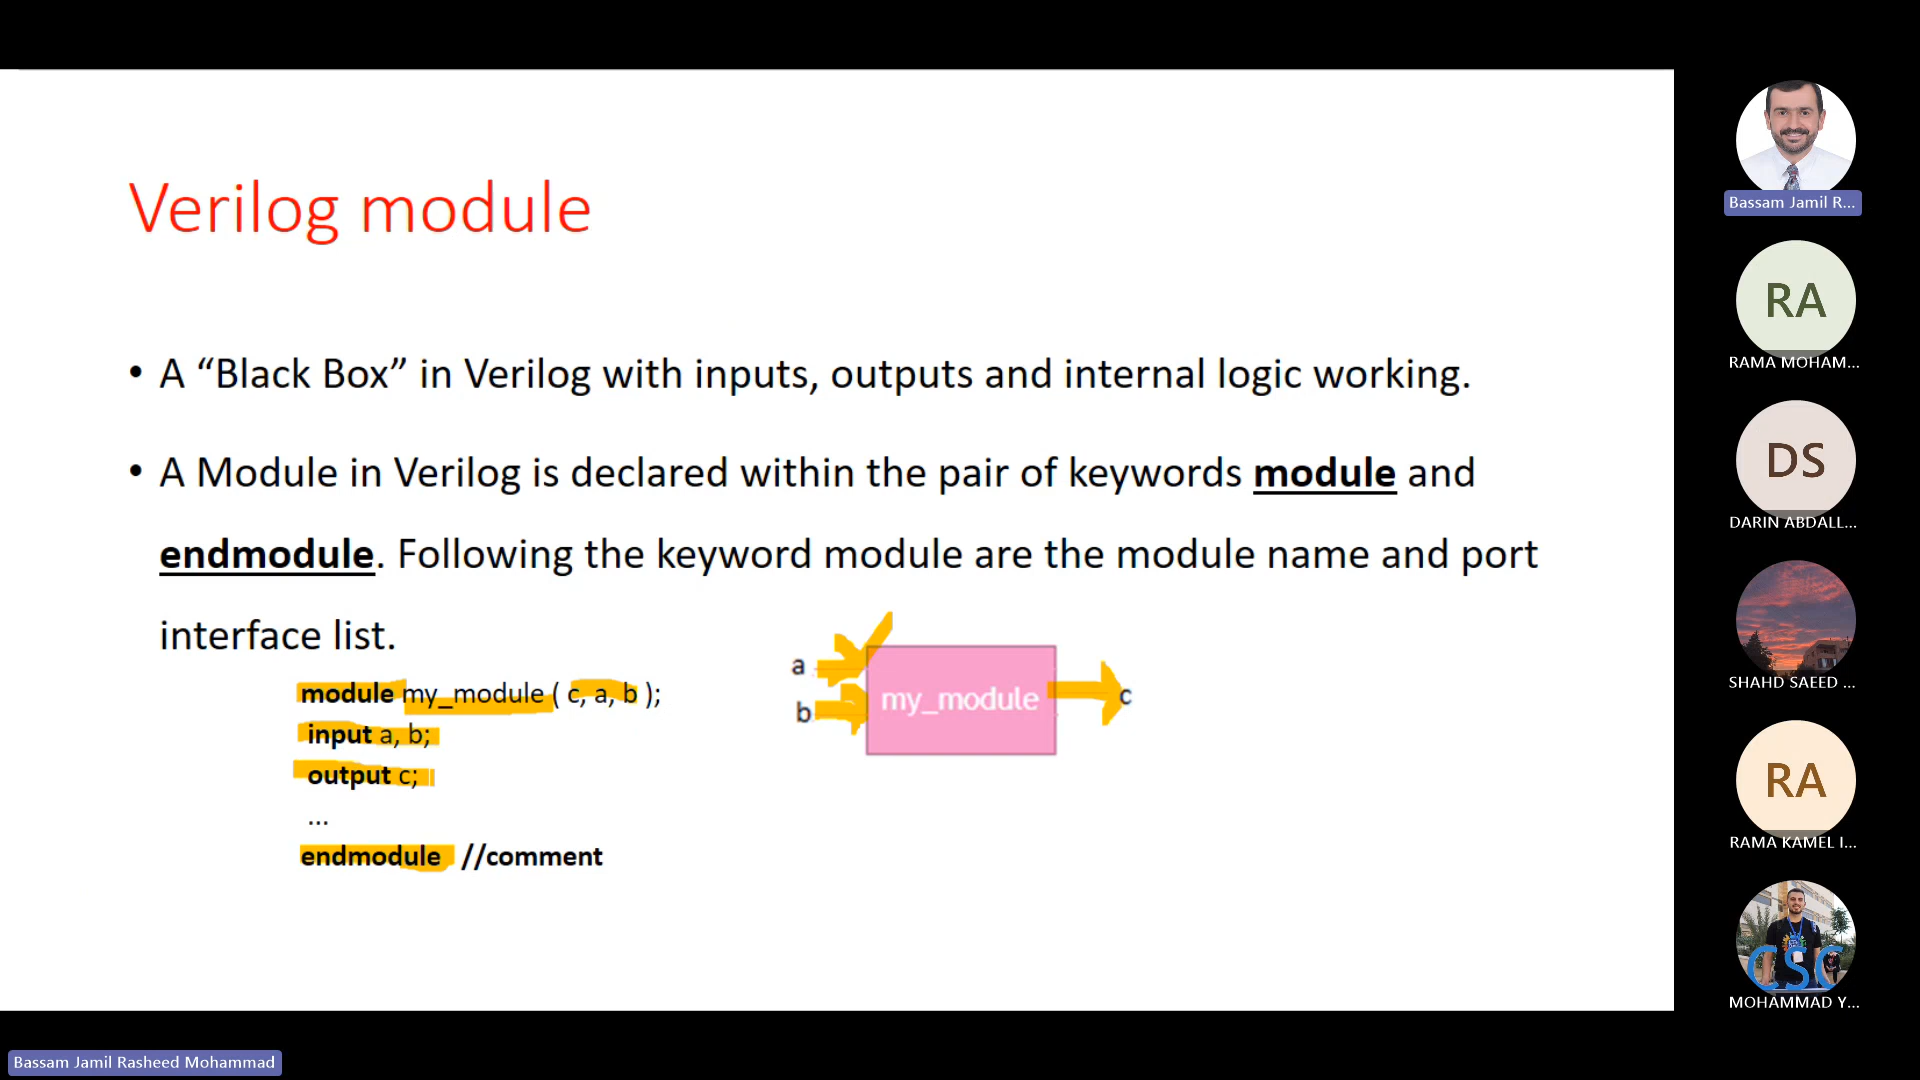 Verilog module
• A “Black Box” in Verilog with inputs, outputs and internal logic working.
• A Module in Verilog is declared within the pair of keywords module and
endmodule. Following the keyword module are the module name and port
interface list.
module my_module ( c, a, b );
input a, b;
output c;
...
endmodule //comment
a
b
my_module
c
Bassam Jamil R...
RA
RAMA MOHAM...
DS
DARIN ABDALL...
SHAHD SAEED ...
RA
RAMA KAMEL I...
CSC
MOHAMMAD Y...
Bassam Jamil Rasheed Mohammad